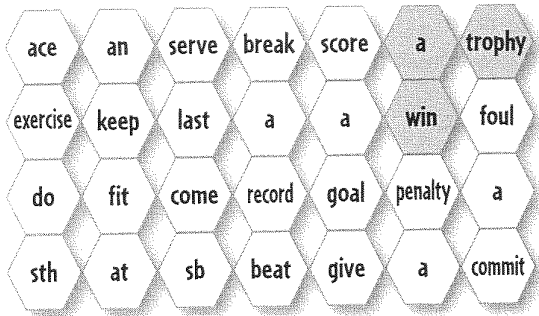 ace an serve break score a trophy
exercise keep last a a win foul
do fit come record goal penalty a
sth at sb beat give a commit